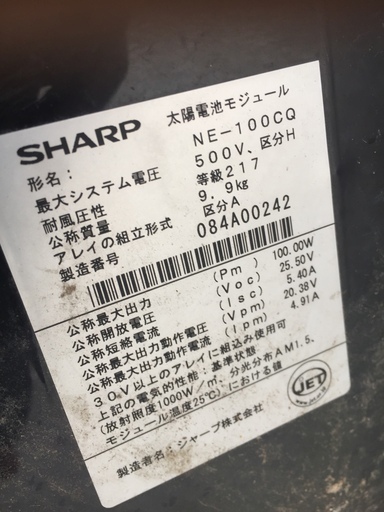 SHARP 太陽電池モジュール
形名: NE-100CQ
最大システム電圧 500V、区分H
耐風圧性 等級217
公称質量 9.9kg
アレイの組立形式 区分A
製造番号 084A00242
公称最大出力 (Pm) 100.00W
公称開放電圧 (Voc) 25.50V
公称短絡電流 (Isc) 5.40A
公称最大出力動作電圧 (Vpm) 20.38V
公称最大出力動作電流 (Ipm) 4.91A
30kV以上のアレイに組込み使用可
上記の電気的性能:基準状態
(放射照度1000W/㎡、分光分布AM1.5、
モジュール温度25℃)における値
製造者名:シャープ株式会社
JET